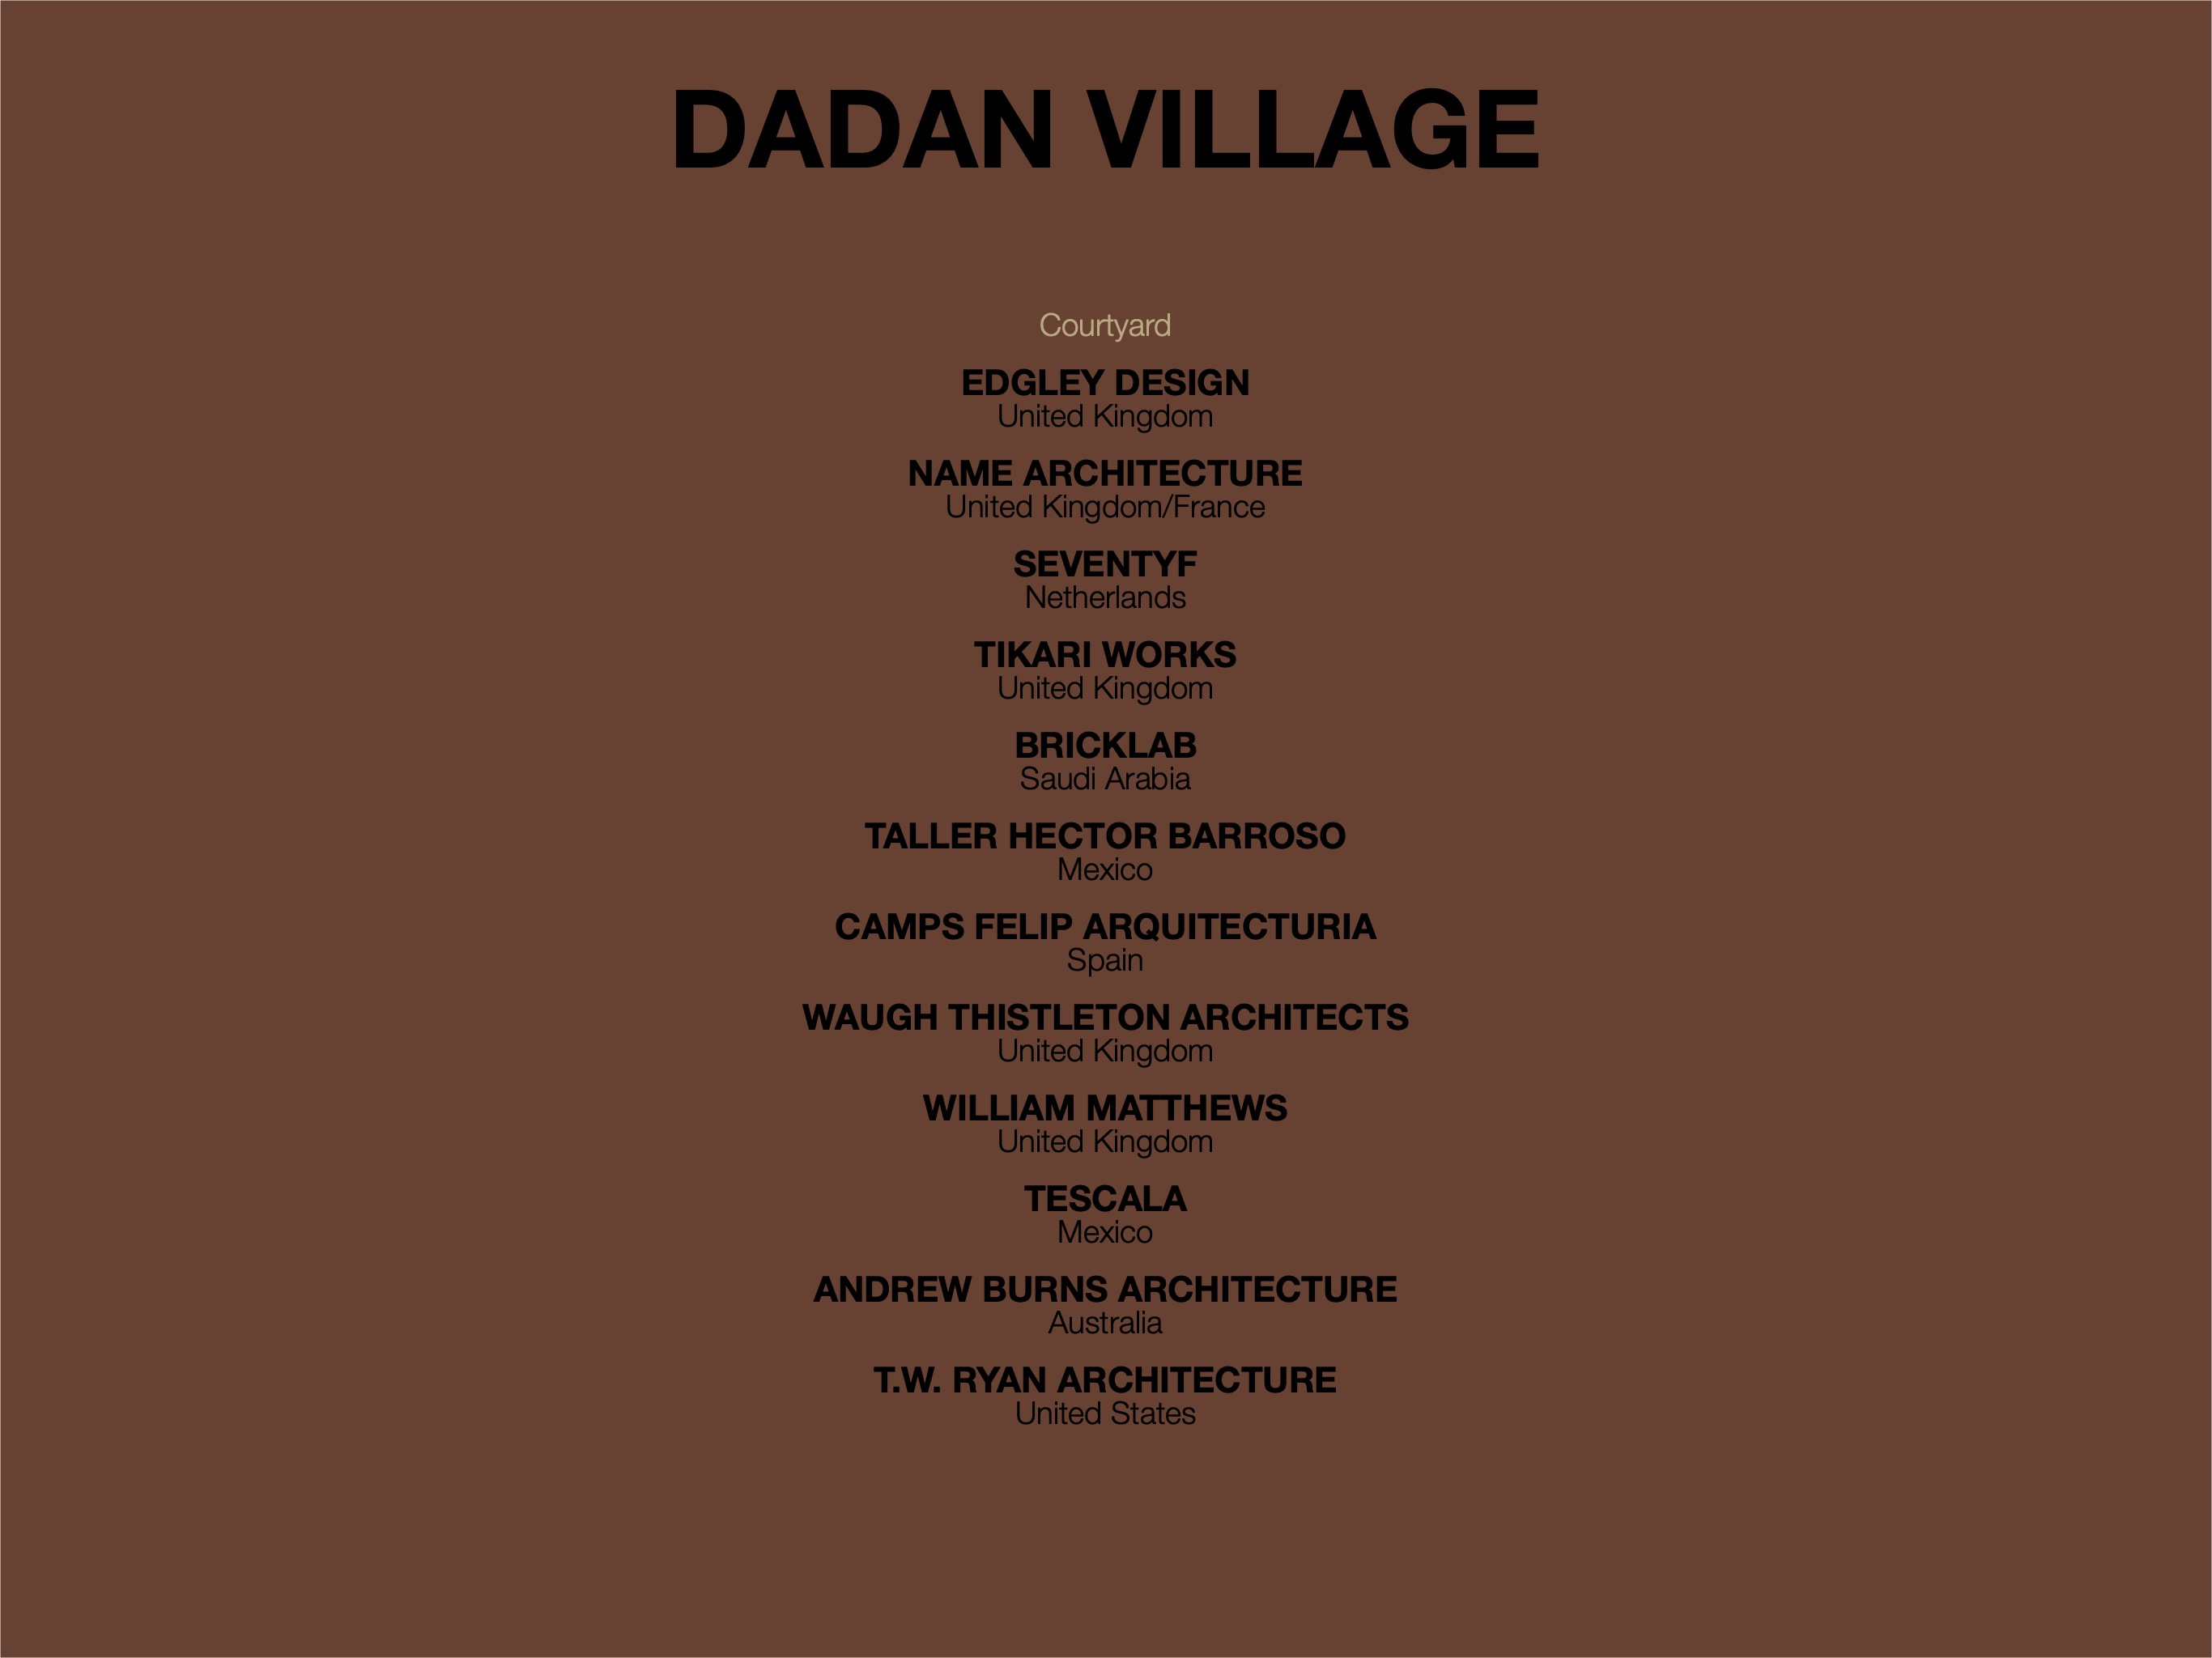 DADAN VILLAGE
Courtyard
EDGLEY DESIGN
United Kingdom
NAME ARCHITECTURE
United Kingdom/France
SEVENTYF
Netherlands
TIKARI WORKS
United Kingdom
BRICKLAB
Saudi Arabia
TALLER HECTOR BARROSO
Mexico
CAMPS FELIP ARQUITECTURIA
Spain
WAUGH THISTLETON ARCHITECTS
United Kingdom
WILLIAM MATTHEWS
United Kingdom
TESCALA
Mexico
ANDREW BURNS ARCHITECTURE
Australia
T.W. RYAN ARCHITECTURE
United States